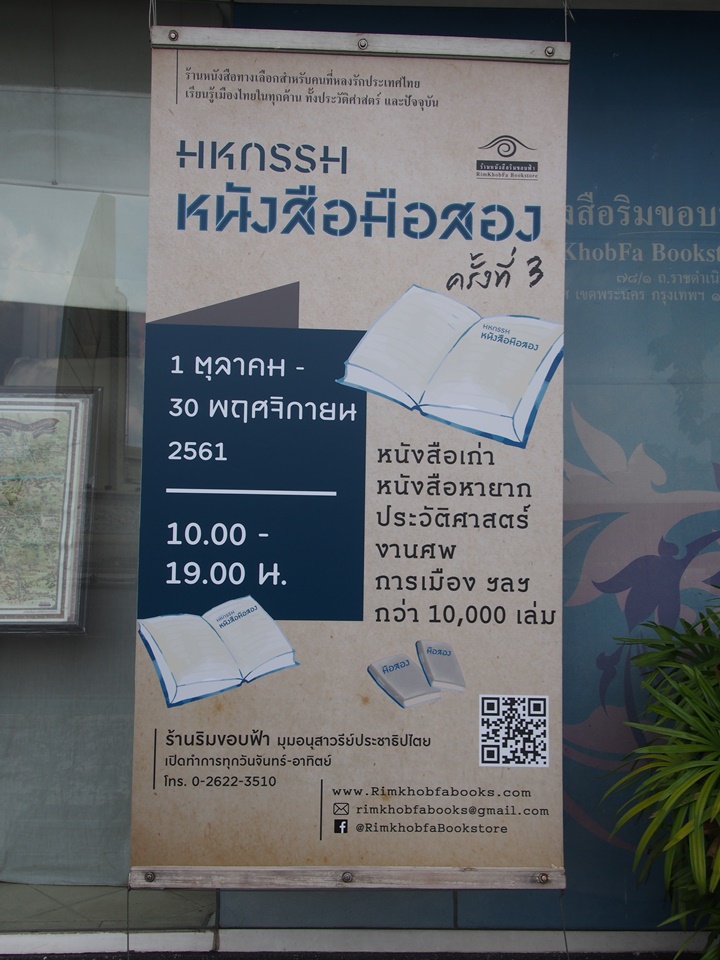 ร้านหนังสือทางเลือกสำหรับคนที่หลงรักประเทศไทย
เรียนรู้เมืองไทยในทุกด้าน ทั้งประวัติศาสตร์ และปัจจุบัน
ร้านหนังสือริมขอบฟ้า
RimKhobFa Bookstore
มหกรรม
หนังสือมือสอง
ครั้งที่ 3
1 ตุลาคม -
30 พฤศจิกายน
2561
10.00 -
19.00 น.
มหกรรม
หนังสือมือสอง
หนังสือเก่า
หนังสือหายาก
ประวัติศาสตร์
งานศพ
การเมือง ฯลฯ
กว่า 10,000 เล่ม
มหกรรม
หนังสือมือสอง
มือสอง
มือสอง
ร้านริมขอบฟ้า มุมอนุสาวรีย์ประชาธิปไตย
เปิดทำการทุกวันจันทร์-อาทิตย์
โทร. 0-2622-3510
www.Rimkhobfabooks.com
rimkhobfabooks@gmail.com
@RimkhobfaBookstore
งสือริมขอบ
KhobFa Bookst
๗๘/๑ ถ.ราชดำเนิ
เขตพระนคร กรุงเทพฯ ๑